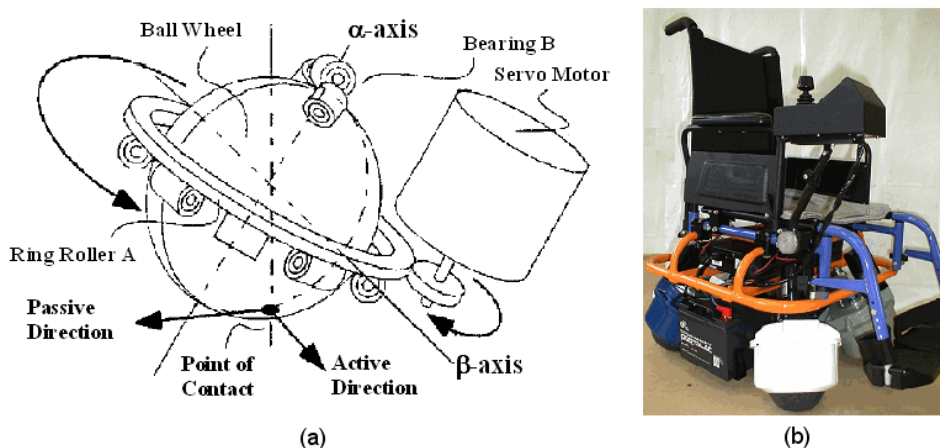 Ball Wheel
α-axis
Bearing B
Servo Motor
Ring Roller A
Passive
Direction
Point of
Contact
Active
Direction
β-axis
(a)
(b)